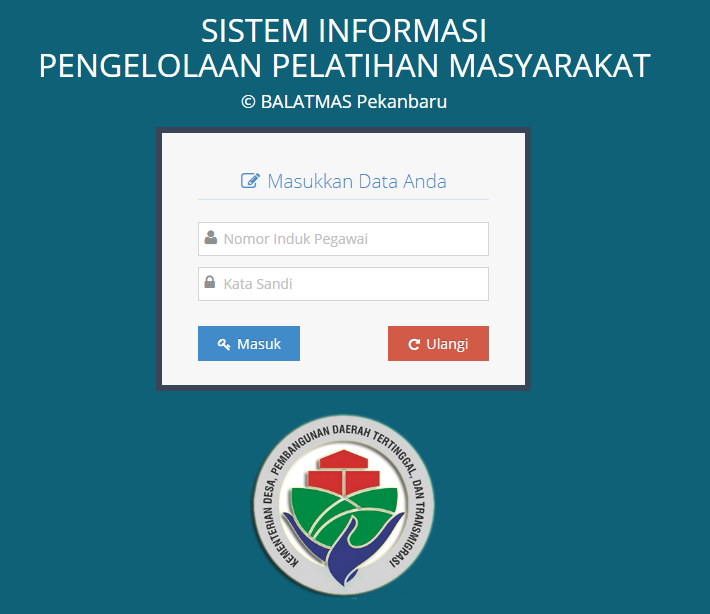 SISTEM INFORMASI
PENGELOLAAN PELATIHAN MASYARAKAT
© BALATMAS Pekanbaru
Masukkan Data Anda
Nomor Induk Pegawai
Kata Sandi
Masuk
Ulangi
KEMENTERIAN DESA, PEMBANGUNAN DAERAH TERTINGGAL, DAN TRANSMIGRASI